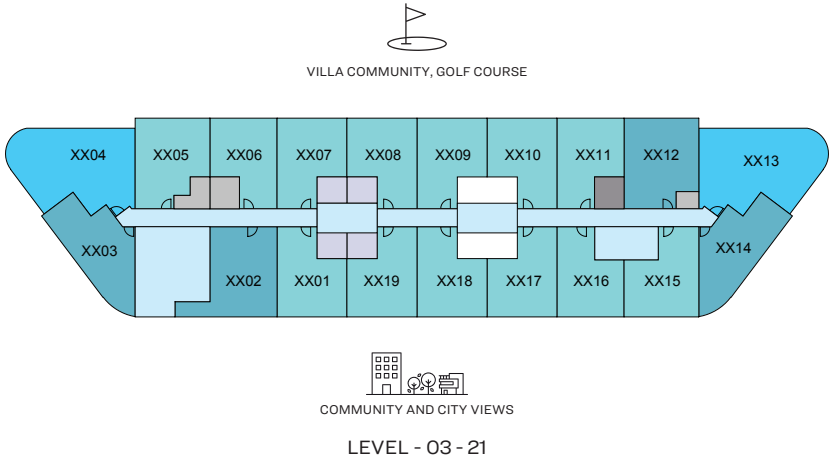 VILLA COMMUNITY, GOLF COURSE
XX04
XX05
XX06
XX07
XX08
XX09
XX10
XX11
XX12
XX13
XX03
XX02
XX01
XX19
XX18
XX17
XX16
XX15
XX14
COMMUNITY AND CITY VIEWS
LEVEL - 03 - 21